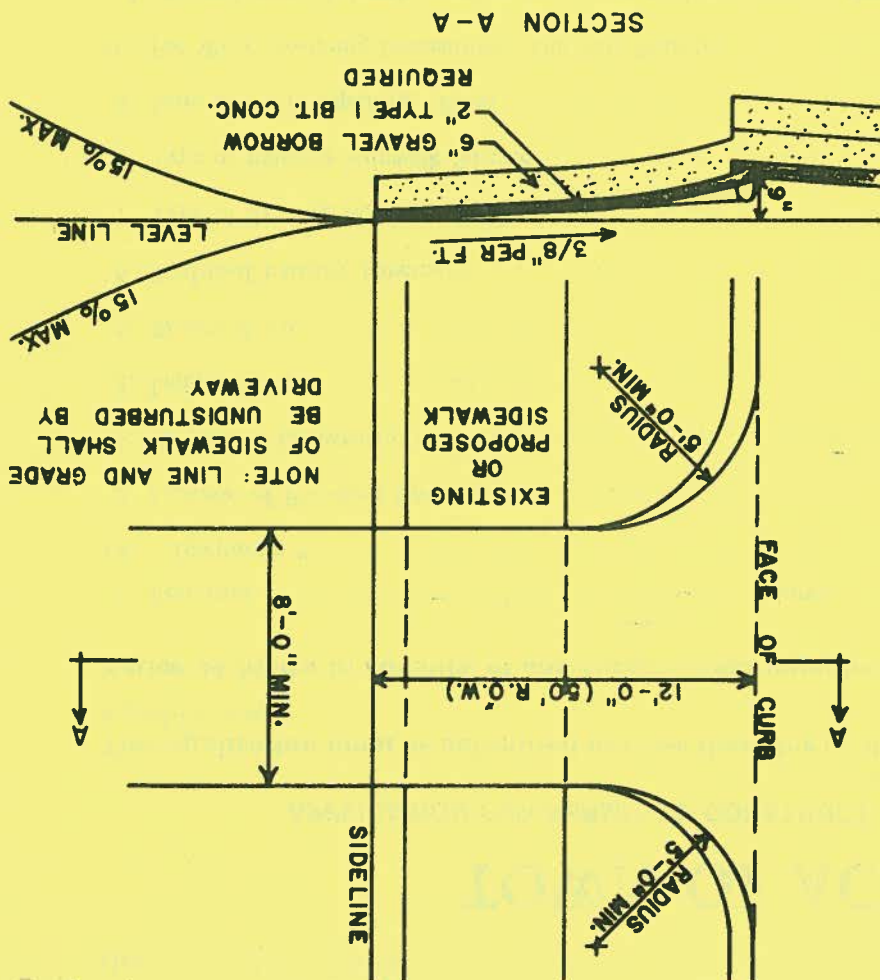 RADIUS
5'-0" MIN.
SIDELINE
A
A
8'-0" MIN.
12'-0" (50' R.O.W.)
FACE OF CURB
NOTE: LINE AND GRADE
OF SIDEWALK SHALL
BE UNDISTURBED BY
DRIVEWAY
EXISTING
OR
PROPOSED
SIDEWALK
RADIUS
5'-0" MIN.
15% MAX.
LEVEL LINE
15% MAX.
3/8" PER FT.
6" GRAVEL BORROW
2" TYPE I BIT. CONC.
REQUIRED
SECTION A-A